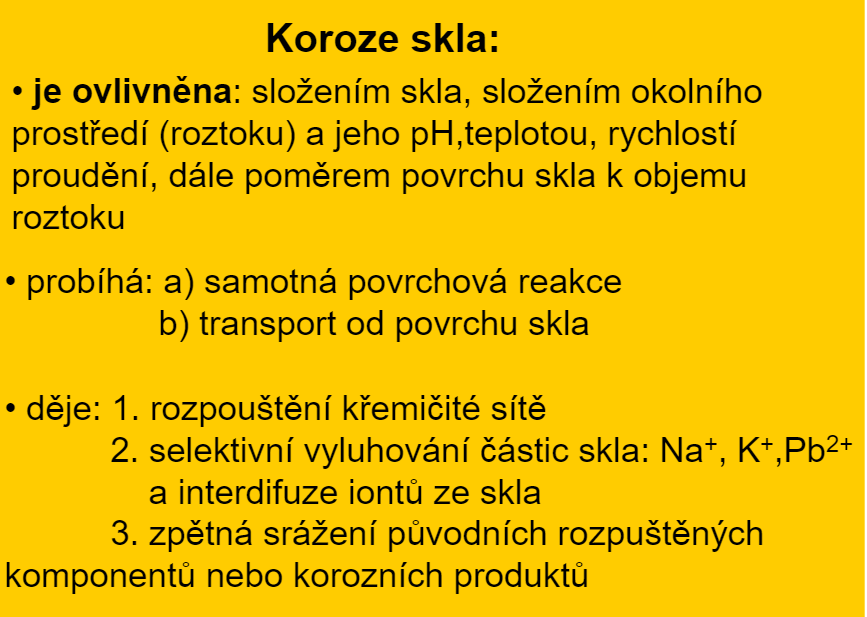 Koroze skla:
• je ovlivněna: složením skla, složením okolního
prostředí (roztoku) a jeho pH,teplotou, rychlostí
proudění, dále poměrem povrchu skla k objemu
roztoku
• probíhá: a) samotná povrchová reakce
b) transport od povrchu skla
• děje: 1. rozpouštění křemičité sítě
2. selektivní vyluhování částic skla: Na⁺, K⁺,Pb²⁺
a interdifuze iontů ze skla
3. zpětná srážení původních rozpuštěných
komponentů nebo korozních produktů